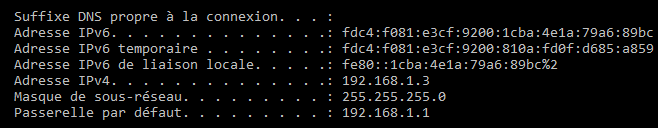 Suffixe DNS propre à la connexion. . . :
Adresse IPv6. . . . . . . . . . . . . .: fdc4:f081:e3cf:9200:1cba:4e1a:79a6:89bc
Adresse IPv6 temporaire . . . . . . . .: fdc4:f081:e3cf:9200:810a:fd0f:d685:a859
Adresse IPv6 de liaison locale. . . . .: fe80::1cba:4e1a:79a6:89bc%2
Adresse IPv4. . . . . . . . . . . . . .: 192.168.1.3
Masque de sous-réseau. . . . . . . . . : 255.255.255.0
Passerelle par défaut. . . . . . . . . : 192.168.1.1